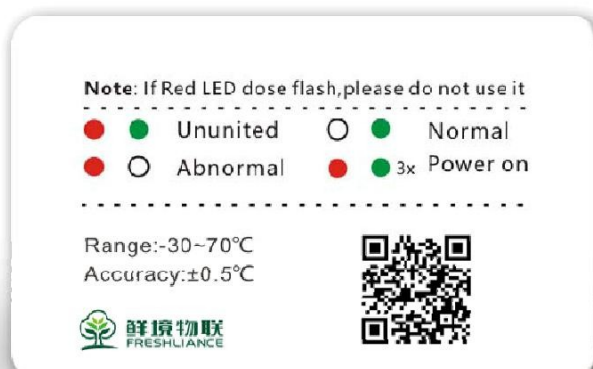 Note: If Red LED dose flash,please do not use it
Ununited
Normal
Abnormal
3x Power on
Range:-30~70℃
Accuracy:±0.5℃
鲜境物联
FRESHLIANCE